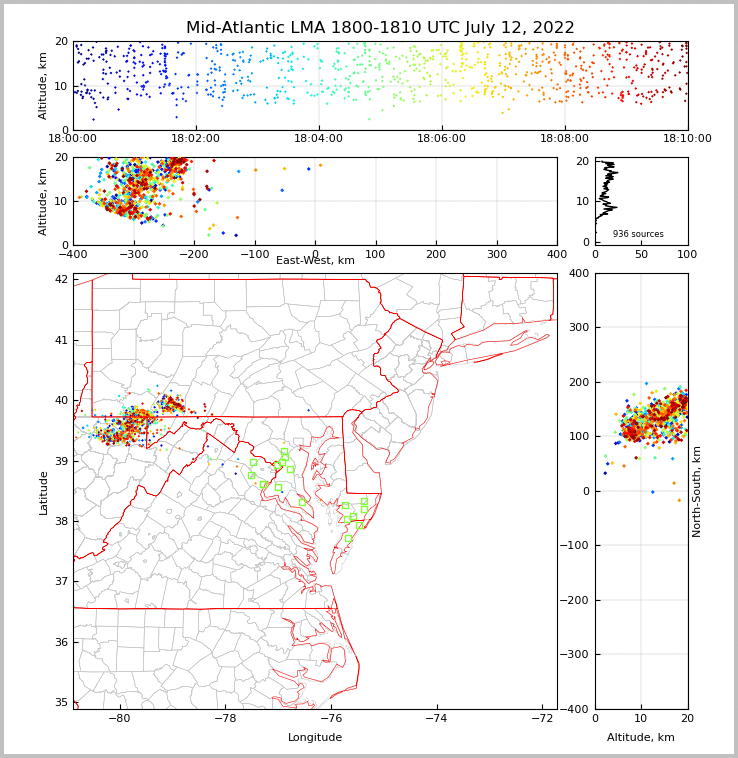 Mid-Atlantic LMA 1800-1810 UTC July 12, 2022
Altitude, km
20
10
0
18:00:00 18:02:00 18:04:00 18:06:00 18:08:00 18:10:00
Altitude, km
20
10
0
−400 −300 −200 −100 0 100 200 300 400
East-West, km
20
10
0
936 sources
0 50 100
Latitude
42
41
40
39
38
37
36
35
−80 −78 −76 −74 −72
Longitude
400
300
200
100
0
−100
−200
−300
−400
North-South, km
0 10 20
Altitude, km